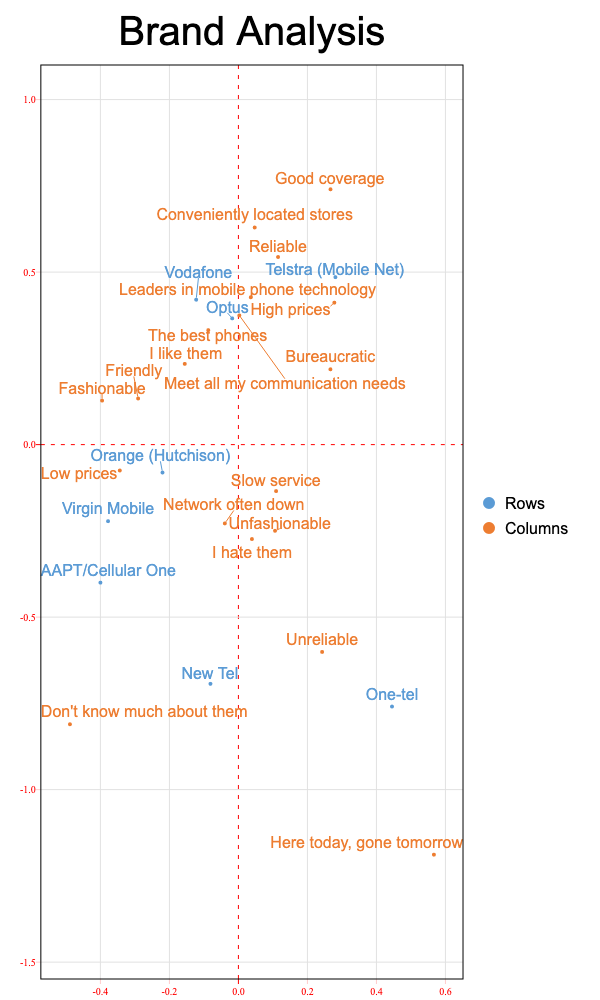 Brand Analysis
1.0
Good coverage
Conveniently located stores
Reliable
Telstra (Mobile Net)
Vodafone
0.5
Leaders in mobile phone technology
Optus
High prices
The best phones
I like them
Bureaucratic
Friendly
Meet all my communication needs
Fashionable
0.0
Orange (Hutchison)
Low prices
Slow service
Rows
Virgin Mobile
Network often down
Unfashionable
Columns
I hate them
AAPT/Cellular One
-0.5
Unreliable
New Tel
One-tel
Don't know much about them
-1.0
Here today, gone tomorrow
-1.5
-0.4
-0.2
0.0
0.2
0.4
0.6